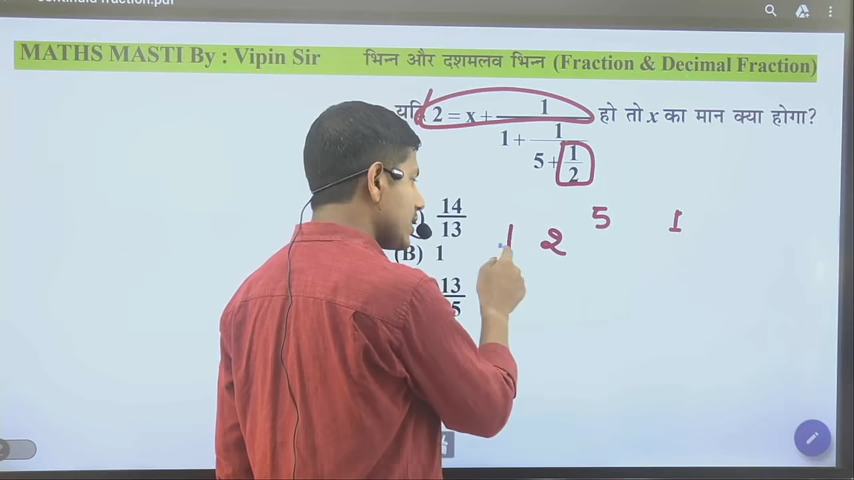 MATHS MASTI By : Vipin Sir भिन्न और दशमलव भिन्न (Fraction & Decimal Fraction)
2 = x + 1 / (1 + 1 / (5 + 1/2)) हो तो x का मान क्या होगा?
14/13
(B) 1
13
1 2 5 1